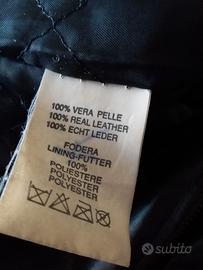 100% VERA PELLE
100% REAL LEATHER
100% ECHT LEDER
FODERA
LINING-FUTTER
100%
POLIESTERE
POLYESTER
POLYESTER
subito